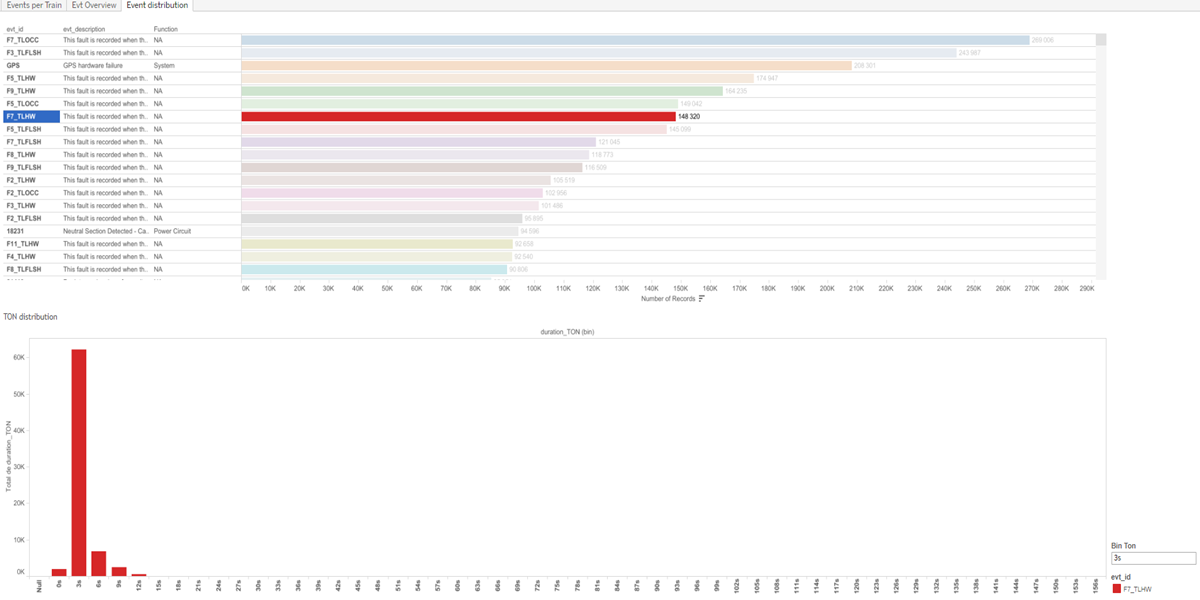 Events per Train Evt Overview Event distribution
evt_id evt_description Function
F7_TLOCC This fault is recorded when th.. NA 269 006
F3_TLFLSH This fault is recorded when th.. NA 243 987
GPS GPS hardware failure System 208 301
F5_TLHW This fault is recorded when th.. NA 174 947
F9_TLHW This fault is recorded when th.. NA 164 235
F5_TLOCC This fault is recorded when th.. NA 149 042
F7_TLHW This fault is recorded when th.. NA 148 320
F5_TLFLSH This fault is recorded when th.. NA
F7_TLFLSH This fault is recorded when th.. NA 121 045
F8_TLHW This fault is recorded when th.. NA 118 773
F9_TLFLSH This fault is recorded when th.. NA 116 509
F2_TLHW This fault is recorded when th.. NA 105 519
F2_TLOCC This fault is recorded when th.. NA 102 956
F3_TLHW This fault is recorded when th.. NA 101 488
F2_TLFLSH This fault is recorded when th.. NA 95 895
18231 Neutral Section Detected - Ca.. Power Circuit 94 596
F11_TLHW This fault is recorded when th.. NA 92 658
F4_TLHW This fault is recorded when th.. NA 92 540
F8_TLFLSH This fault is recorded when th.. NA 90 806
0K 10K 20K 30K 40K 50K 60K 70K 80K 90K 100K 110K 120K 130K 140K 150K 160K 170K 180K 190K 200K 210K 220K 230K 240K 250K 260K 270K 280K 290K
Number of Records
TON distribution
duration_TON (bin)
60K
50K
40K
30K
20K
10K
0K
Total de duration_TON
Null 0s 3s 6s 9s 12s 15s 18s 21s 24s 27s 30s 33s 36s 39s 42s 45s 48s 51s 54s 57s 60s 63s 66s 69s 72s 75s 78s 81s 84s 87s 90s 93s 96s 99s 102s 105s 108s 111s 114s 117s 120s 123s 126s 129s 132s 135s 138s 141s 144s 147s 150s 153s 156s
Bin Ton
3s
evt_id
F7_TLHW